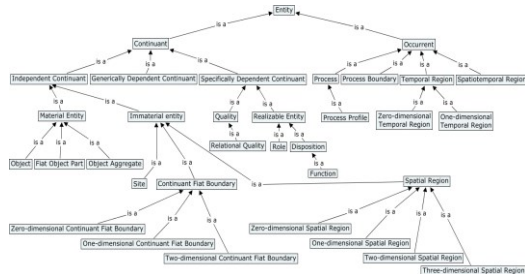 Entity
is a
is a
Continuant
Occurrent
is a
is a
is a
is a
is a
is a
is a
Independent Continuant
Generically Dependent Continuant
Specifically Dependent Continuant
Process
Process Boundary
Temporal Region
Spatiotemporal Region
is a
is a
is a
is a
is a
is a
is a
Material Entity
Immaterial entity
Quality
Realizable Entity
Process Profile
Zero-dimensional
Temporal Region
One-dimensional
Temporal Region
is a
is a
is a
is a
is a
is a
Object
Fiat Object Part
Object Aggregate
Relational Quality
Role
Disposition
is a
is a
is a
is a
Site
Continuant Fiat Boundary
Function
Spatial Region
is a
is a
is a
is a
is a
is a
is a
Zero-dimensional Continuant Fiat Boundary
One-dimensional Continuant Fiat Boundary
Two-dimensional Continuant Fiat Boundary
Zero-dimensional Spatial Region
One-dimensional Spatial Region
Two-dimensional Spatial Region
Three-dimensional Spatial Region